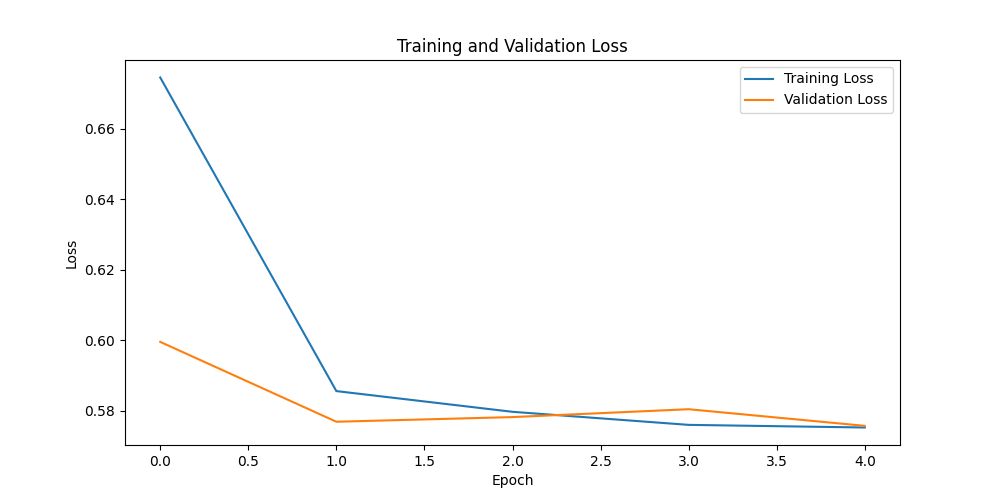 Training and Validation Loss
Training Loss
Validation Loss
0.66
0.64
0.62
0.60
0.58
Loss
0.0 0.5 1.0 1.5 2.0 2.5 3.0 3.5 4.0
Epoch